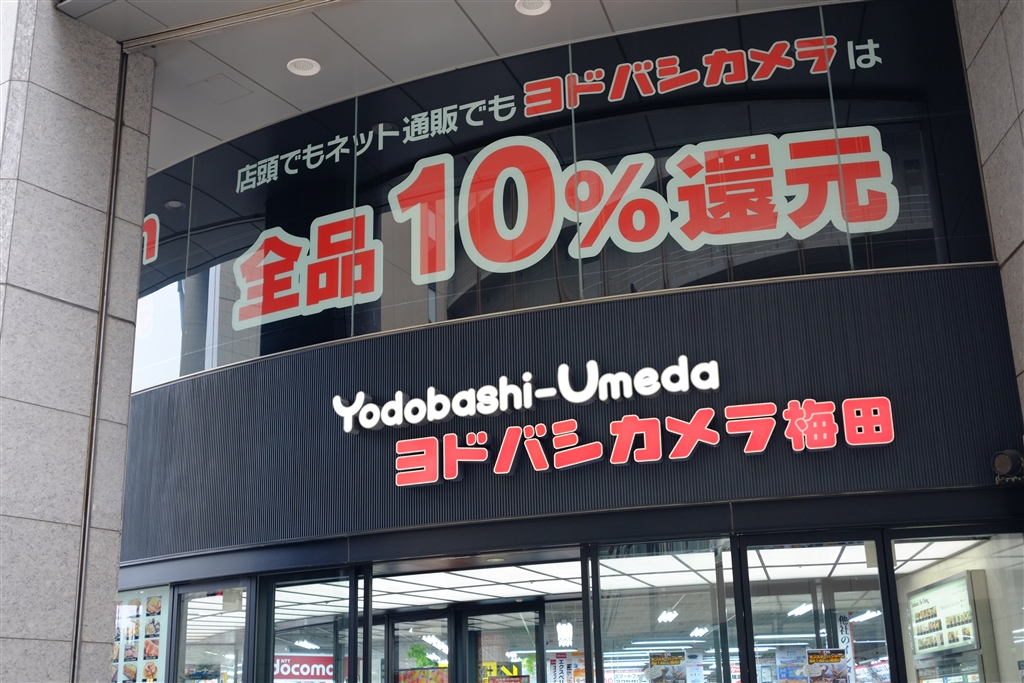 店頭でもネット通販でもヨドバシカメラは
全品10%還元
Yodobashi-Umeda
ヨドバシカメラ梅田
docomo